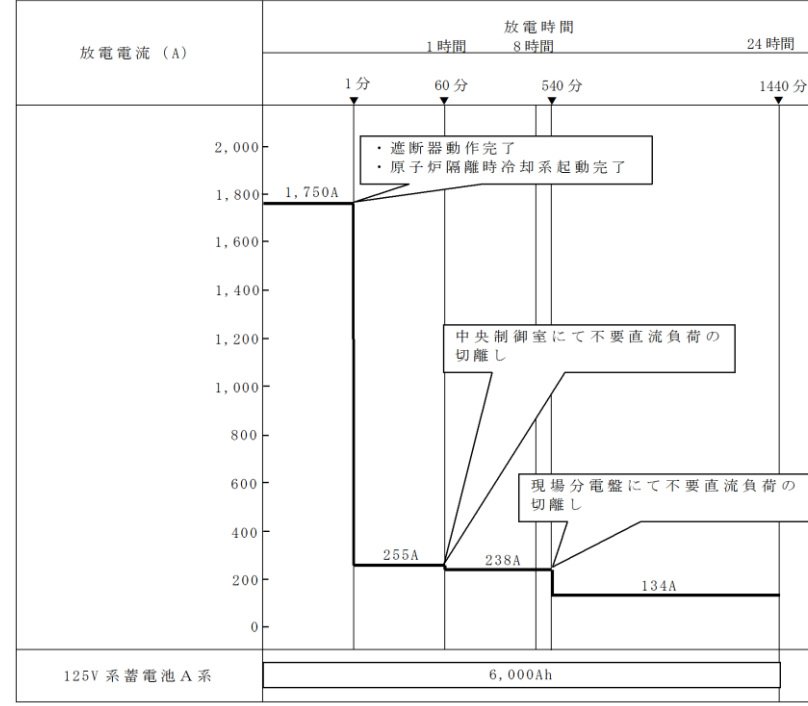 放電電流 (A)
放電時間
1時間
8時間
24時間
1分
60分
540分
1440分
2,000
・遮断器動作完了
・原子炉隔離時冷却系起動完了
1,800
1,750A
1,600
1,400
1,200
中央制御室にて不要直流負荷の
切離し
1,000
800
600
現場分電盤にて不要直流負荷の
切離し
400
255A
238A
200
134A
0
125V系蓄電池A系
6,000Ah